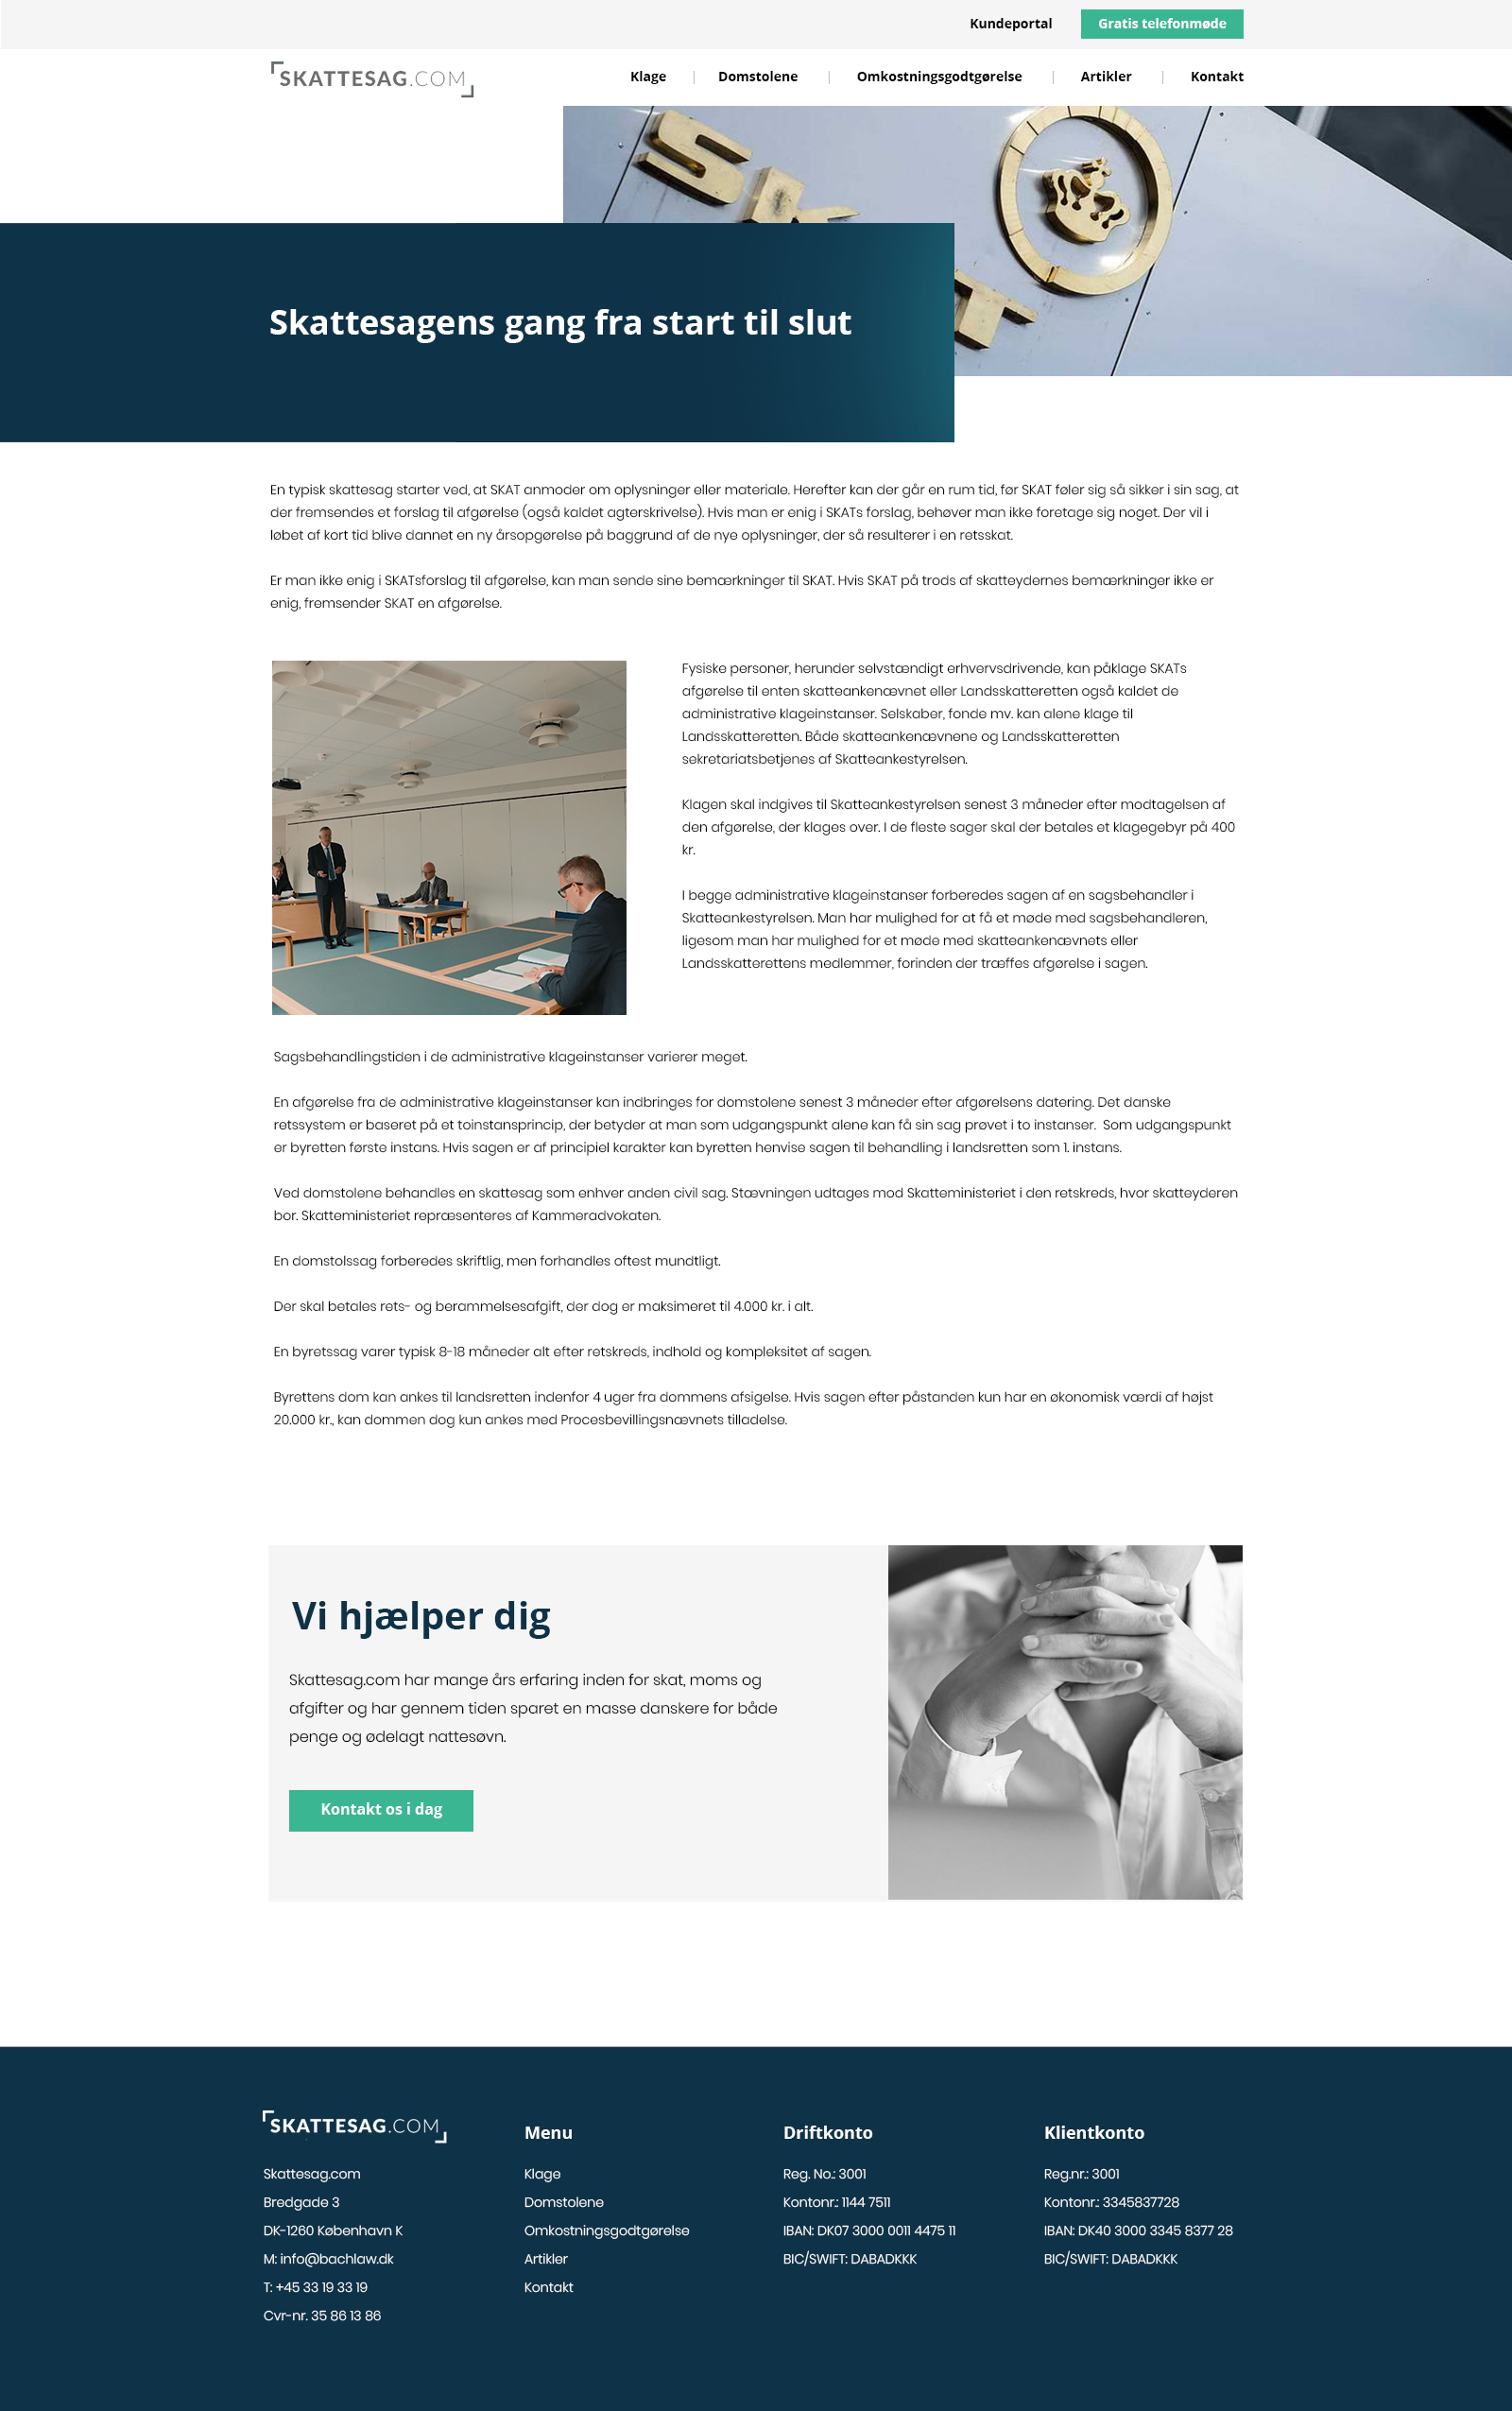 Kundeportal
Gratis telefonmøde
SKATTESAG.COM
Klage
Domstolene
Omkostningsgodtgørelse
Artikler
Kontakt
SK
T
Skattesagens gang fra start til slut
En typisk skattesag starter ved, at SKAT anmoder om oplysninger eller materiale. Herefter kan der går en rum tid, før SKAT føler sig så sikker i sin sag, at
der fremsendes et forslag til afgørelse (også kaldet agterskrivelse). Hvis man er enig i SKATs forslag, behøver man ikke foretage sig noget. Der vil i
løbet af kort tid blive dannet en ny årsopgørelse på baggrund af de nye oplysninger, der så resulterer i en retsskat.
Er man ikke enig i SKATsforslag til afgørelse, kan man sende sine bemærkninger til SKAT. Hvis SKAT på trods af skatteydernes bemærkninger ikke er
enig, fremsender SKAT en afgørelse.
Fysiske personer, herunder selvstændigt erhvervsdrivende, kan påklage SKATs
afgørelse til enten skatteankenævnet eller Landsskatteretten også kaldet de
administrative klageinstanser. Selskaber, fonde mv. kan alene klage til
Landsskatteretten. Både skatteankenævnene og Landsskatteretten
sekretariatsbetjenes af Skatteankestyrelsen.
Klagen skal indgives til Skatteankestyrelsen senest 3 måneder efter modtagelsen af
den afgørelse, der klages over. I de fleste sager skal der betales et klagegebyr på 400
kr.
I begge administrative klageinstanser forberedes sagen af en sagsbehandler i
Skatteankestyrelsen. Man har mulighed for at få et møde med sagsbehandleren,
ligesom man har mulighed for et møde med skatteankenævnets eller
Landsskatterettens medlemmer, forinden der træffes afgørelse i sagen.
Sagsbehandlingstiden i de administrative klageinstanser varierer meget.
En afgørelse fra de administrative klageinstanser kan indbringes for domstolene senest 3 måneder efter afgørelsens datering. Det danske
retssystem er baseret på et toinstansprincip, der betyder at man som udgangspunkt alene kan få sin sag prøvet i to instanser. Som udgangspunkt
er byretten første instans. Hvis sagen er af principiel karakter kan byretten henvise sagen til behandling i landsretten som 1. instans.
Ved domstolene behandles en skattesag som enhver anden civil sag. Stævningen udtages mod Skatteministeriet i den retskreds, hvor skatteyderen
bor. Skatteministeriet repræsenteres af Kammeradvokaten.
En domstolssag forberedes skriftlig, men forhandles oftest mundtligt.
Der skal betales rets- og berammelsesafgift, der dog er maksimeret til 4.000 kr. i alt.
En byretssag varer typisk 8-18 måneder alt efter retskreds, indhold og kompleksitet af sagen.
Byrettens dom kan ankes til landsretten indenfor 4 uger fra dommens afsigelse. Hvis sagen efter påstanden kun har en økonomisk værdi af højst
20.000 kr., kan dommen dog kun ankes med Procesbevillingsnævnets tilladelse.
Vi hjælper dig
Skattesag.com har mange års erfaring inden for skat, moms og
afgifter og har gennem tiden sparet en masse danskere for både
penge og ødelagt nattesøvn.
Kontakt os i dag
SKATTESAG.COM
Skattesag.com
Bredgade 3
DK-1260 København K
M: info@bachlaw.dk
T: +45 33 19 33 19
Cvr-nr. 35 86 13 86
Menu
Klage
Domstolene
Omkostningsgodtgørelse
Artikler
Kontakt
Driftkonto
Reg. No.: 3001
Kontonr.: 1144 7511
IBAN: DK07 3000 0011 4475 11
BIC/SWIFT: DABADKKK
Klientkonto
Reg.nr.: 3001
Kontonr.: 3345837728
IBAN: DK40 3000 3345 8377 28
BIC/SWIFT: DABADKKK